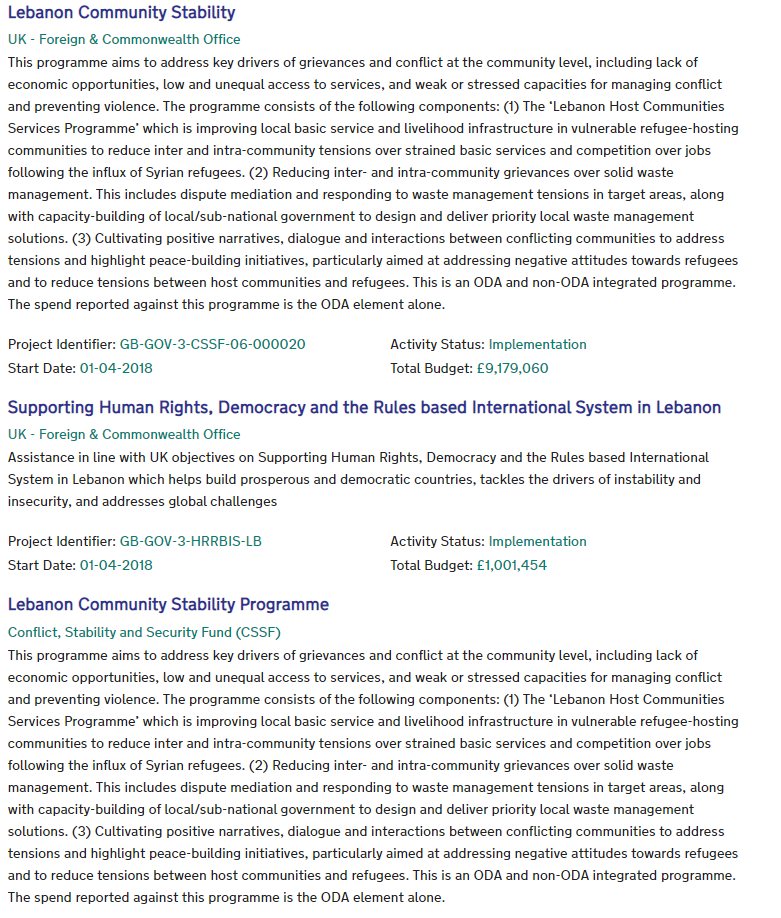 Lebanon Community Stability
UK - Foreign & Commonwealth Office
This programme aims to address key drivers of grievances and conflict at the community level, including lack of
economic opportunities, low and unequal access to services, and weak or stressed capacities for managing conflict
and preventing violence. The programme consists of the following components: (1) The ‘Lebanon Host Communities
Services Programme’ which is improving local basic service and livelihood infrastructure in vulnerable refugee-hosting
communities to reduce inter and intra-community tensions over strained basic services and competition over jobs
following the influx of Syrian refugees. (2) Reducing inter- and intra-community grievances over solid waste
management. This includes dispute mediation and responding to waste management tensions in target areas, along
with capacity-building of local/sub-national government to design and deliver priority local waste management
solutions. (3) Cultivating positive narratives, dialogue and interactions between conflicting communities to address
tensions and highlight peace-building initiatives, particularly aimed at addressing negative attitudes towards refugees
and to reduce tensions between host communities and refugees. This is an ODA and non-ODA integrated programme.
The spend reported against this programme is the ODA element alone.
Project Identifier: GB-GOV-3-CSSF-06-000020 Activity Status: Implementation
Start Date: 01-04-2018 Total Budget: £9,179,060
Supporting Human Rights, Democracy and the Rules based International System in Lebanon
UK - Foreign & Commonwealth Office
Assistance in line with UK objectives on Supporting Human Rights, Democracy and the Rules based International
System in Lebanon which helps build prosperous and democratic countries, tackles the drivers of instability and
insecurity, and addresses global challenges
Project Identifier: GB-GOV-3-HRRBIS-LB Activity Status: Implementation
Start Date: 01-04-2018 Total Budget: £1,001,454
Lebanon Community Stability Programme
Conflict, Stability and Security Fund (CSSF)
This programme aims to address key drivers of grievances and conflict at the community level, including lack of
economic opportunities, low and unequal access to services, and weak or stressed capacities for managing conflict
and preventing violence. The programme consists of the following components: (1) The ‘Lebanon Host Communities
Services Programme’ which is improving local basic service and livelihood infrastructure in vulnerable refugee-hosting
communities to reduce inter and intra-community tensions over strained basic services and competition over jobs
following the influx of Syrian refugees. (2) Reducing inter- and intra-community grievances over solid waste
management. This includes dispute mediation and responding to waste management tensions in target areas, along
with capacity-building of local/sub-national government to design and deliver priority local waste management
solutions. (3) Cultivating positive narratives, dialogue and interactions between conflicting communities to address
tensions and highlight peace-building initiatives, particularly aimed at addressing negative attitudes towards refugees
and to reduce tensions between host communities and refugees. This is an ODA and non-ODA integrated programme.
The spend reported against this programme is the ODA element alone.